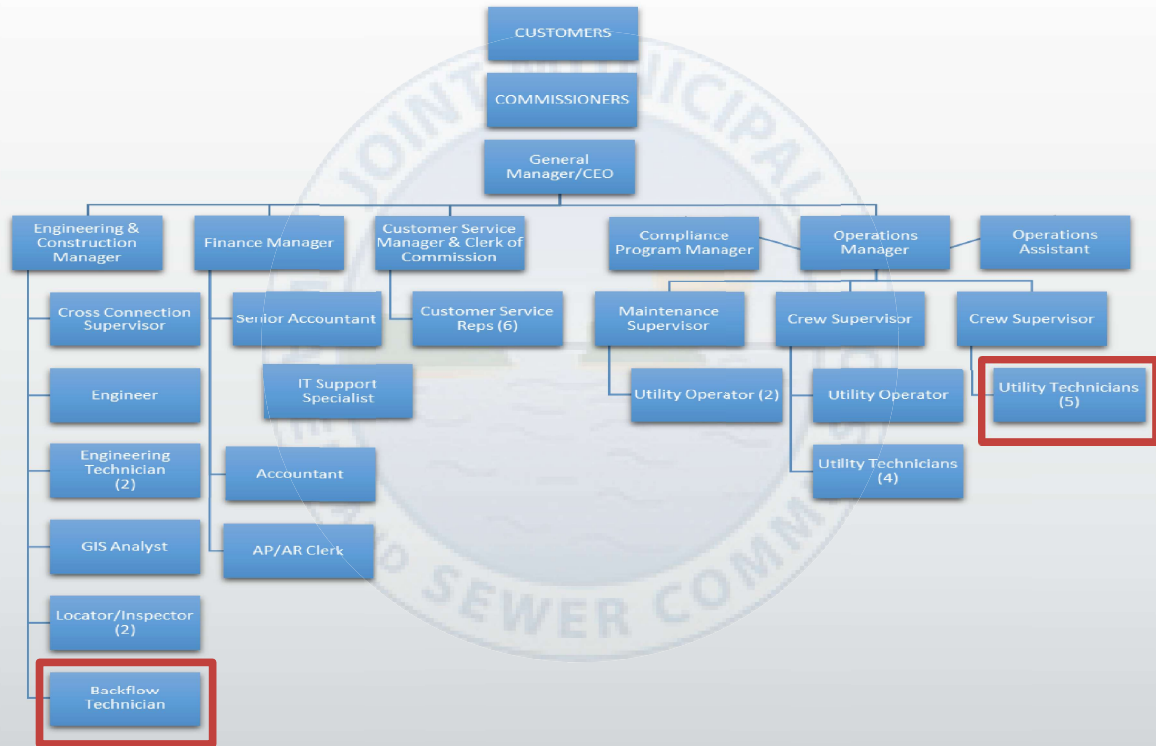 CUSTOMERS
COMMISSIONERS
General
Manager/CEO
Engineering &
Construction
Manager
Finance Manager
Customer Service
Manager & Clerk of
Commission
Compliance
Program Manager
Operations
Manager
Operations
Assistant
Cross Connection
Supervisor
Senior Accountant
Customer Service
Reps (6)
Maintenance
Supervisor
Crew Supervisor
Crew Supervisor
Engineer
IT Support
Specialist
Utility Operator (2)
Utility Operator
Utility Technicians
(5)
Engineering
Technician
(2)
Accountant
Utility Technicians
(4)
GIS Analyst
AP/AR Clerk
Locator/Inspector
(2)
Backflow
Technician
JOINT MUNICIPAL
SEWER